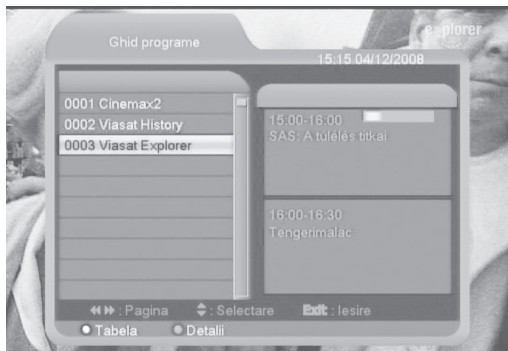 Ghid programe
explorer
15:15 04/12/2008
0001 Cinemax2
0002 Viasat History
0003 Viasat Explorer
15:00-16:00
SAS: A túlélés titkai
16:00-16:30
Tengerimalac
: Pagina : Selectare Exit : Iesire
Tabela Detalii